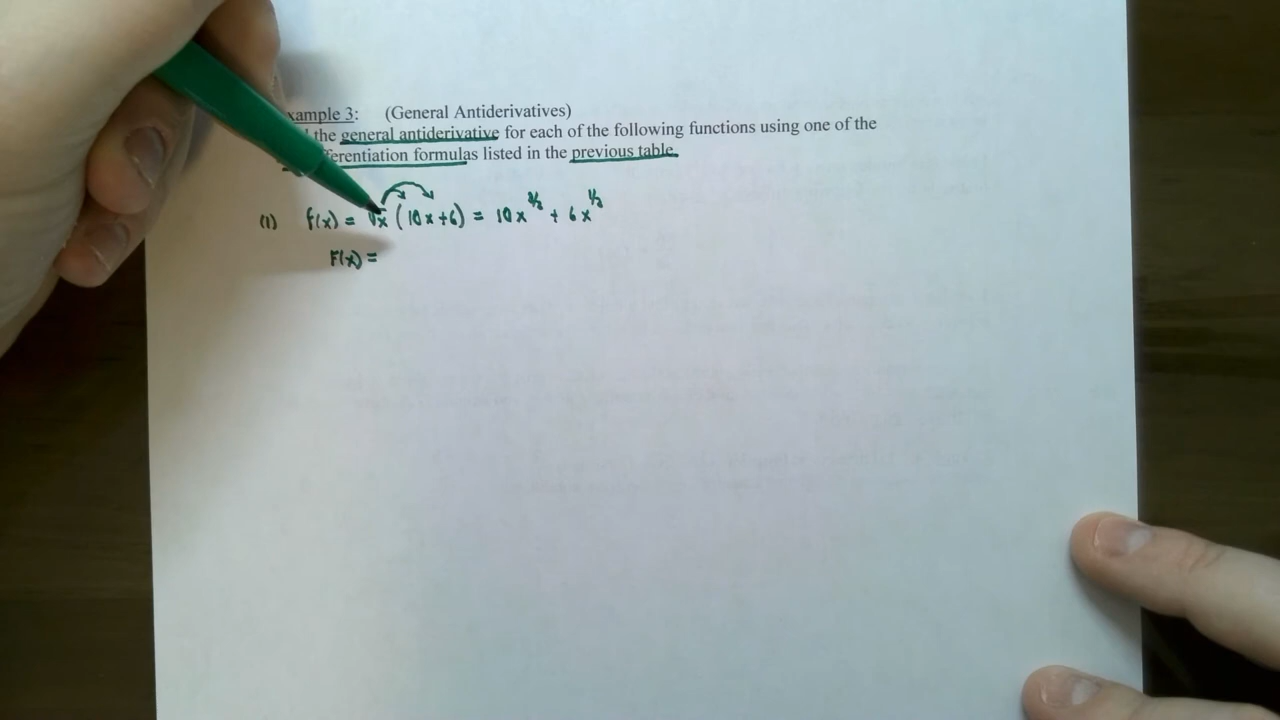 xample 3: (General Antiderivatives)
the general antiderivative for each of the following functions using one of the
ferentiation formulas listed in the previous table.
(1) f(x) = √x (10x+6) = 10x^3/2 + 6x^1/2
F(x) =